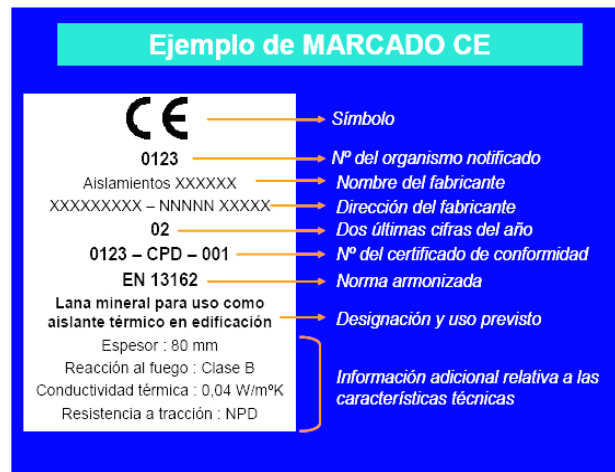 Ejemplo de MARCADO CE
CE
Símbolo
0123
Nº del organismo notificado
Aislamientos XXXXXX
Nombre del fabricante
XXXXXXXXX – NNNNN XXXXX
Dirección del fabricante
02
Dos últimas cifras del año
0123 – CPD – 001
Nº del certificado de conformidad
EN 13162
Norma armonizada
Lana mineral para uso como
aislante térmico en edificación
Designación y uso previsto
Espesor : 80 mm
Reacción al fuego : Clase B
Conductividad térmica : 0,04 W/mºK
Resistencia a tracción : NPD
Información adicional relativa a las
características técnicas